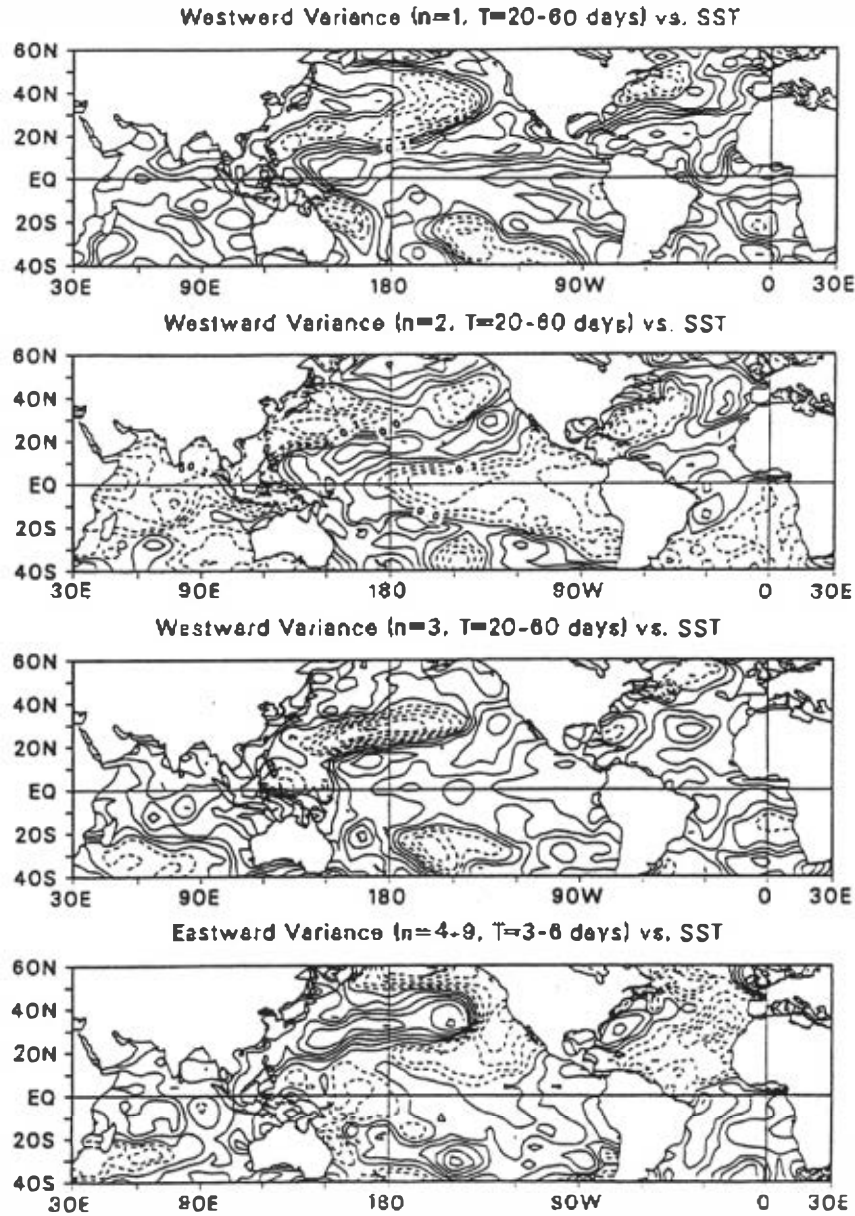 Westward Variance (n=1, T=20-60 days) vs. SST
60N
40N
20N
EQ
20S
40S
30E 90E 180 90W 0 30E
Westward Variance (n=2, T=20-60 days) vs. SST
60N
40N
20N
EQ
20S
40S
30E 90E 180 90W 0 30E
Westward Variance (n=3, T=20-60 days) vs. SST
60N
40N
20N
EQ
20S
40S
30E 90E 180 90W 0 30E
Eastward Variance (n=4-9, T=3-6 days) vs. SST
60N
40N
20N
EQ
20S
40S
30E 90E 180 90W 0 30E